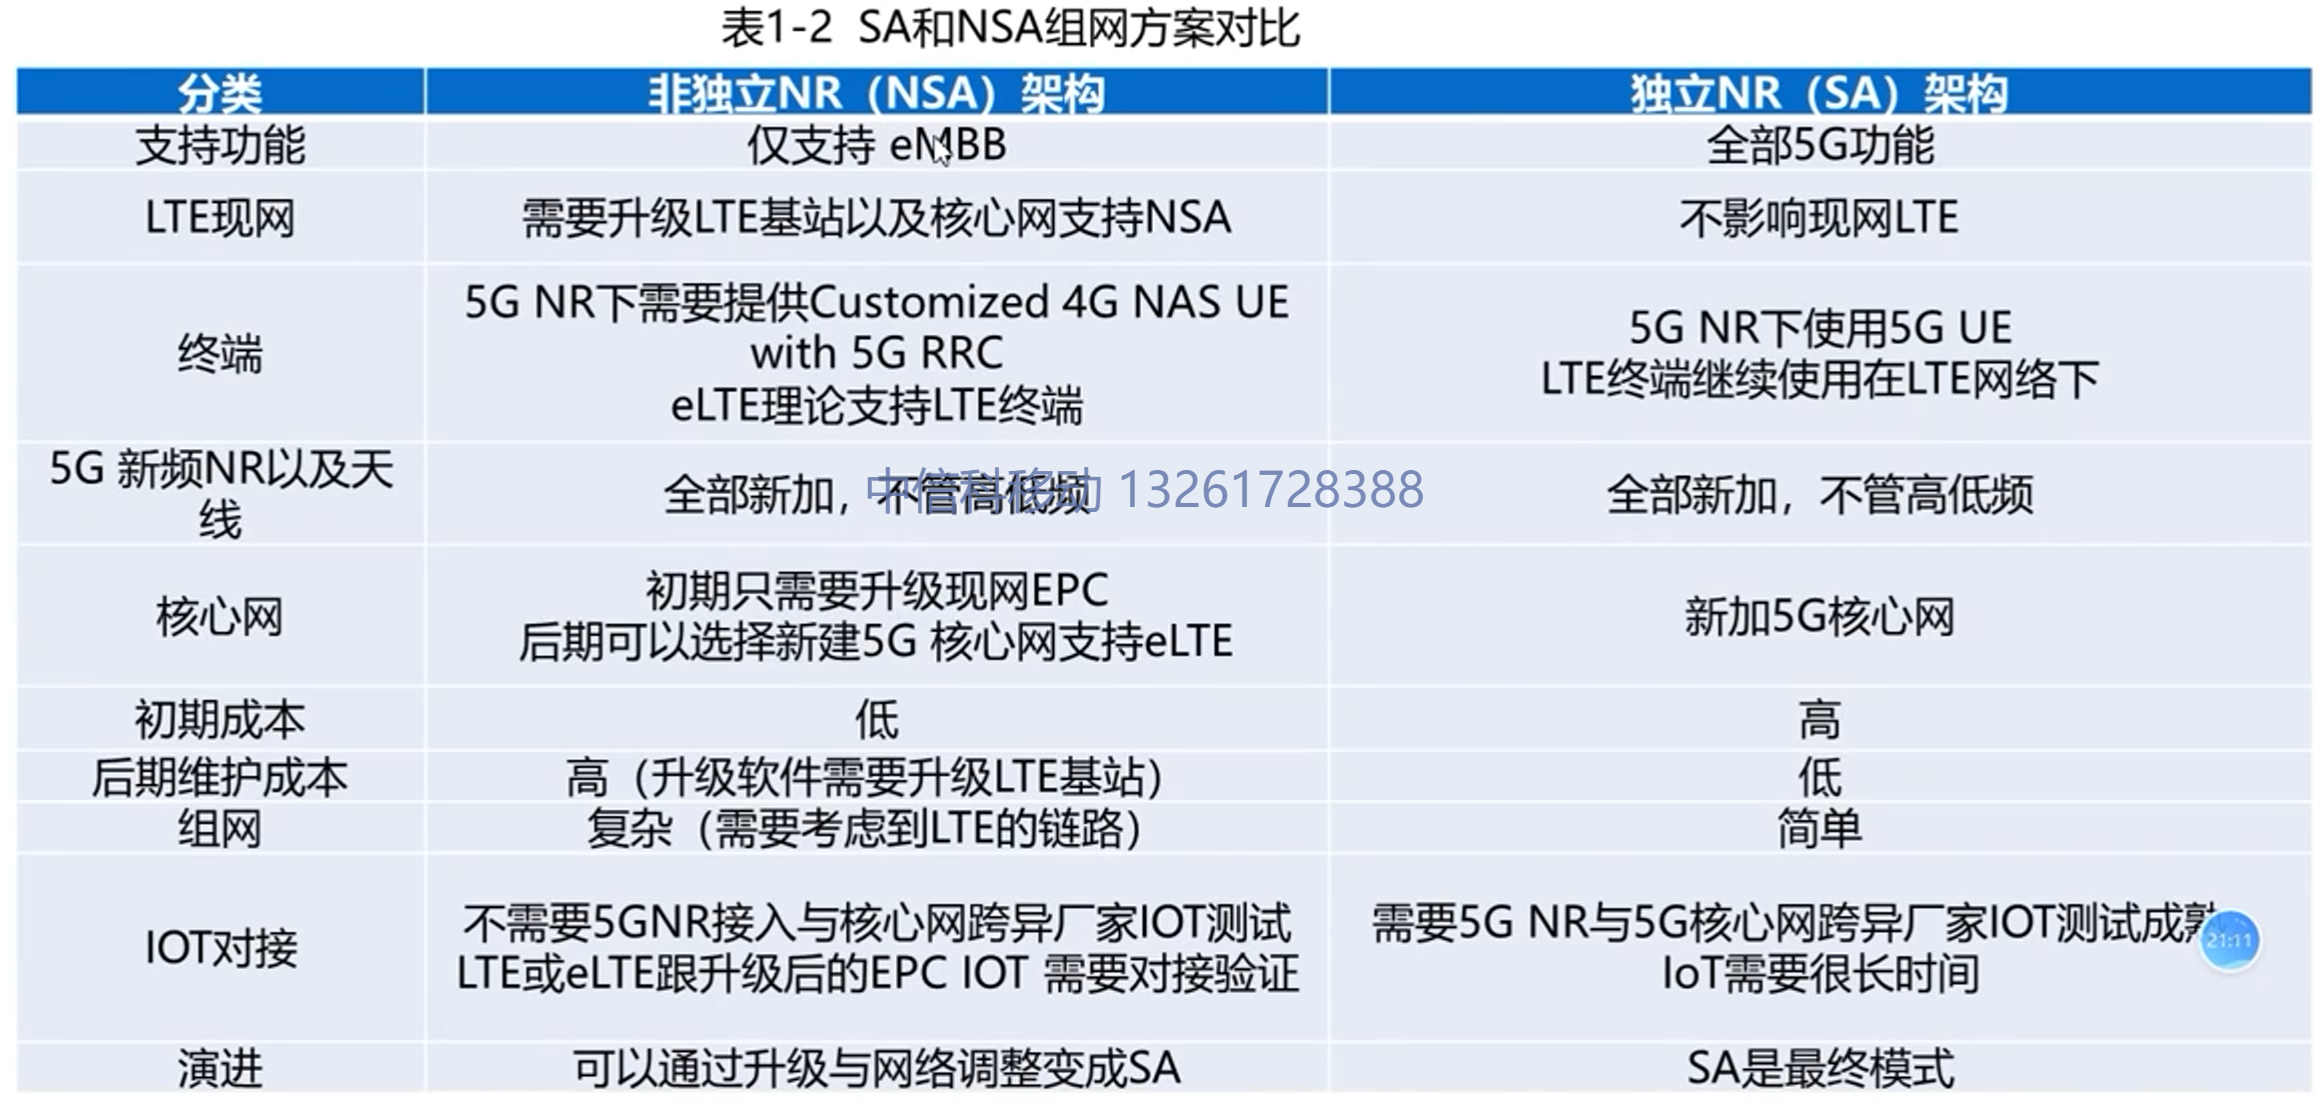 表1-2 SA和NSA组网方案对比
分类 非独立NR（NSA）架构 独立NR（SA）架构
支持功能 仅支持 eMBB 全部5G功能
LTE现网 需要升级LTE基站以及核心网支持NSA 不影响现网LTE
终端
5G NR下需要提供Customized 4G NAS UE
with 5G RRC
eLTE理论支持LTE终端
5G NR下使用5G UE
LTE终端继续使用在LTE网络下
5G 新频NR以及天
线
全部新加，不管高低频
中信科移动 13261728388
全部新加，不管高低频
核心网
初期只需要升级现网EPC
后期可以选择新建5G 核心网支持eLTE
新加5G核心网
初期成本 低 高
后期维护成本 高（升级软件需要升级LTE基站） 低
组网 复杂（需要考虑到LTE的链路） 简单
IOT对接
不需要5GNR接入与核心网跨异厂家IOT测试
LTE或eLTE跟升级后的EPC IOT 需要对接验证
需要5G NR与5G核心网跨异厂家IOT测试成熟
IoT需要很长时间
21:11
演进 可以通过升级与网络调整变成SA SA是最终模式